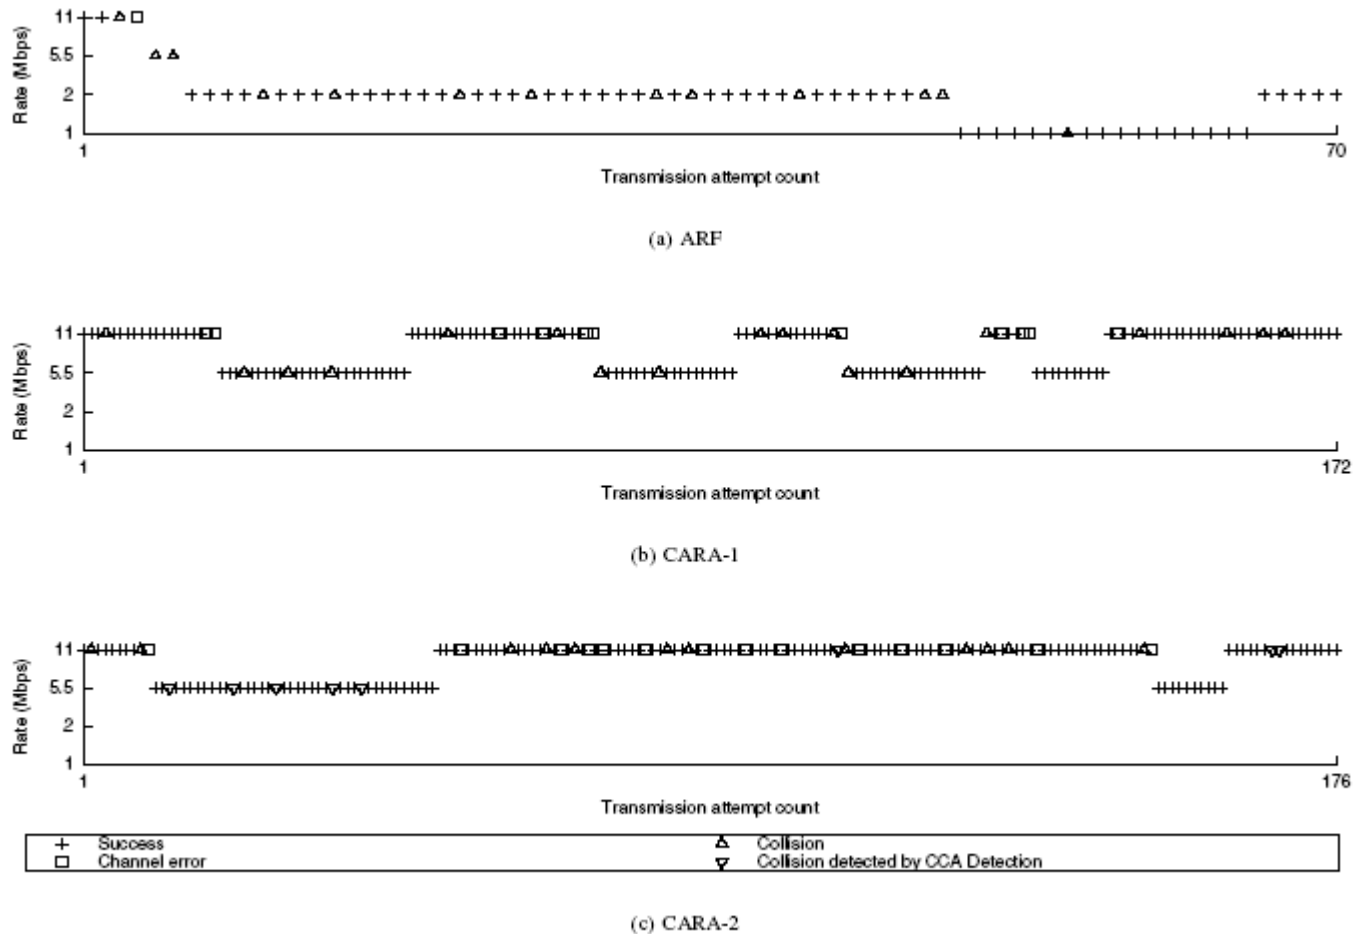 Rate (Mbps)
11
5.5
2
1
1
70
Transmission attempt count
(a) ARF
Rate (Mbps)
11
5.5
2
1
1
172
Transmission attempt count
(b) CARA-1
Rate (Mbps)
11
5.5
2
1
1
176
Transmission attempt count
Success
Collision
Channel error
Collision detected by CCA Detection
(c) CARA-2